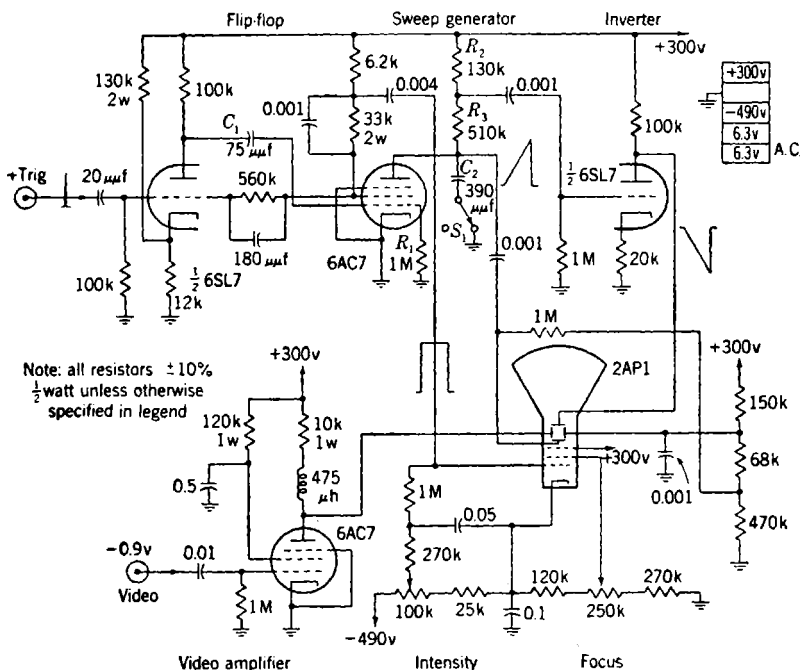 Flip-flop
Sweep generator
Inverter
R2
130k
+300v
+300v
-490v
6.3v
6.3v
A.C.
130k
2w
100k
6.2k
0.004
0.001
0.001
33k
2w
R3
510k
100k
C1
75 μμf
+Trig
20 μμf
560k
180 μμf
C2
390
μμf
S1
½ 6SL7
100k
½ 6SL7
12k
6AC7
R1
1M
0.001
1M
20k
1M
Note: all resistors ±10%
½ watt unless otherwise
specified in legend
+300v
2AP1
+300v
120k
1w
10k
1w
150k
+300v
0.5
475
μh
68k
0.001
6AC7
1M
0.05
470k
-0.9v
Video
0.01
1M
270k
100k
25k
0.1
120k
250k
270k
-490v
Video amplifier
Intensity
Focus